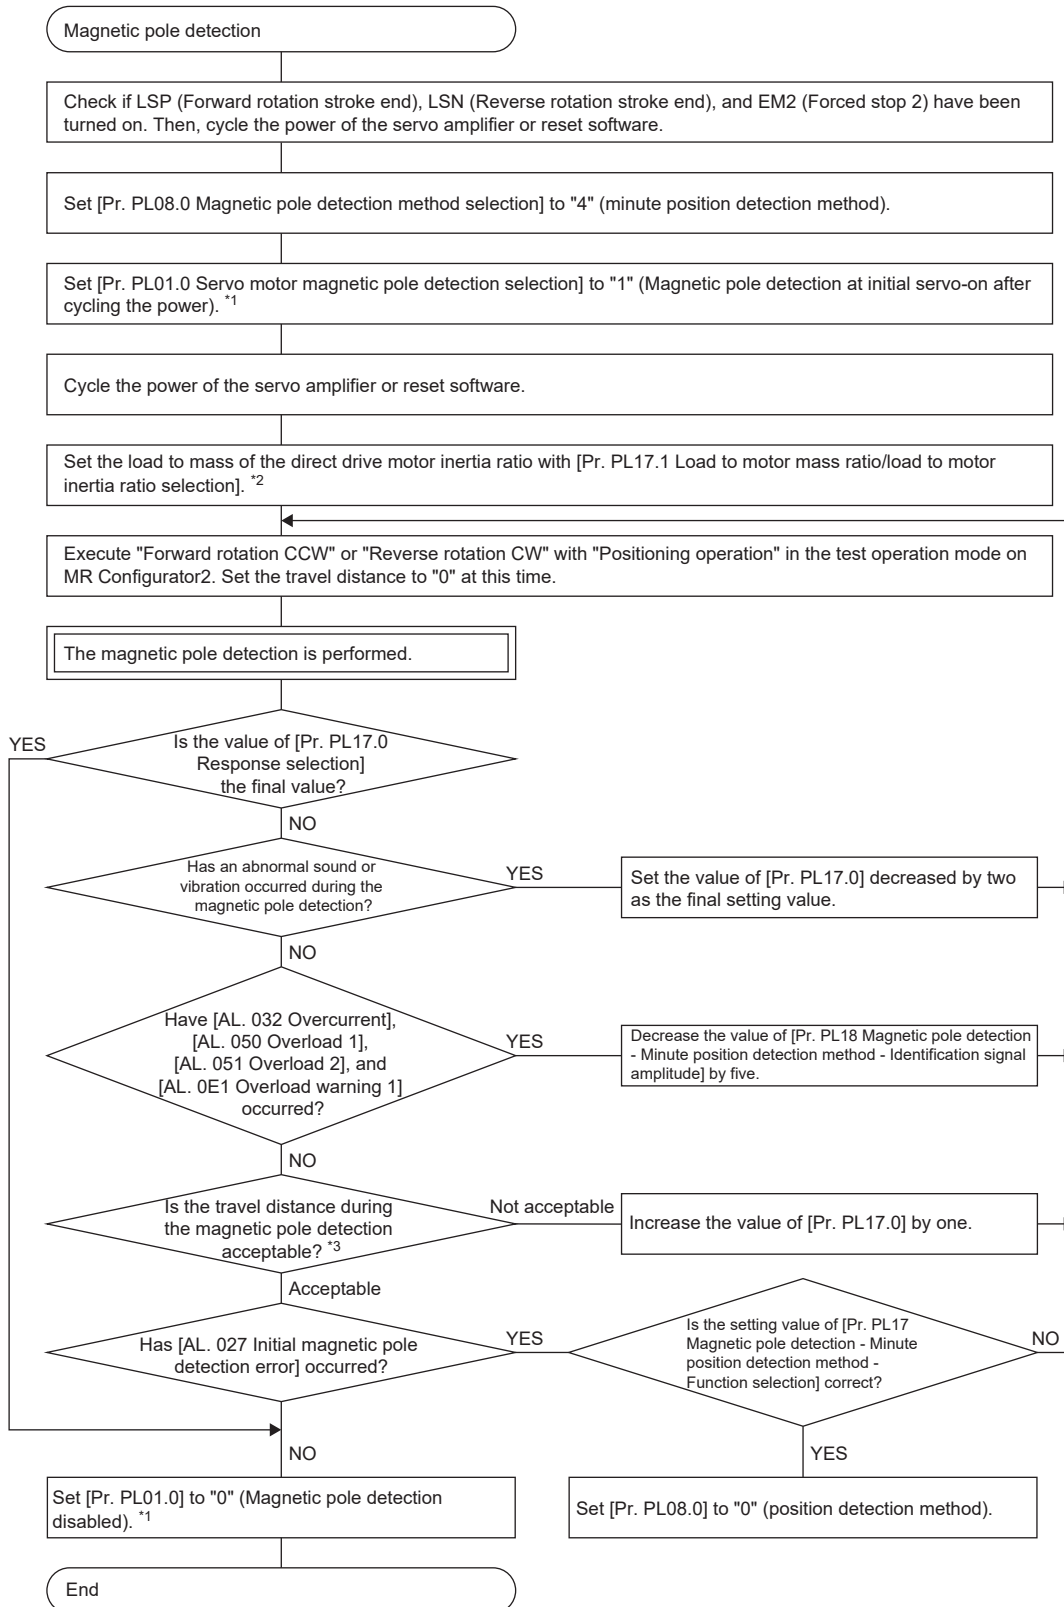 Magnetic pole detection
Check if LSP (Forward rotation stroke end), LSN (Reverse rotation stroke end), and EM2 (Forced stop 2) have been
turned on. Then, cycle the power of the servo amplifier or reset software.
Set [Pr. PL08.0 Magnetic pole detection method selection] to "4" (minute position detection method).
Set [Pr. PL01.0 Servo motor magnetic pole detection selection] to "1" (Magnetic pole detection at initial servo-on after
cycling the power). *1
Cycle the power of the servo amplifier or reset software.
Set the load to mass of the direct drive motor inertia ratio with [Pr. PL17.1 Load to motor mass ratio/load to motor
inertia ratio selection]. *2
Execute "Forward rotation CCW" or "Reverse rotation CW" with "Positioning operation" in the test operation mode on
MR Configurator2. Set the travel distance to "0" at this time.
The magnetic pole detection is performed.
YES
Is the value of [Pr. PL17.0
Response selection]
the final value?
NO
Has an abnormal sound or
vibration occurred during the
magnetic pole detection?
YES
Set the value of [Pr. PL17.0] decreased by two
as the final setting value.
NO
Have [AL. 032 Overcurrent],
[AL. 050 Overload 1],
[AL. 051 Overload 2], and
[AL. 0E1 Overload warning 1]
occurred?
YES
Decrease the value of [Pr. PL18 Magnetic pole detection
- Minute position detection method - Identification signal
amplitude] by five.
NO
Is the travel distance during
the magnetic pole detection
acceptable? *3
Not acceptable
Increase the value of [Pr. PL17.0] by one.
Acceptable
Has [AL. 027 Initial magnetic pole
detection error] occurred?
YES
Is the setting value of [Pr. PL17
Magnetic pole detection - Minute
position detection method -
Function selection] correct?
NO
NO
YES
Set [Pr. PL01.0] to "0" (Magnetic pole detection
disabled). *1
Set [Pr. PL08.0] to "0" (position detection method).
End